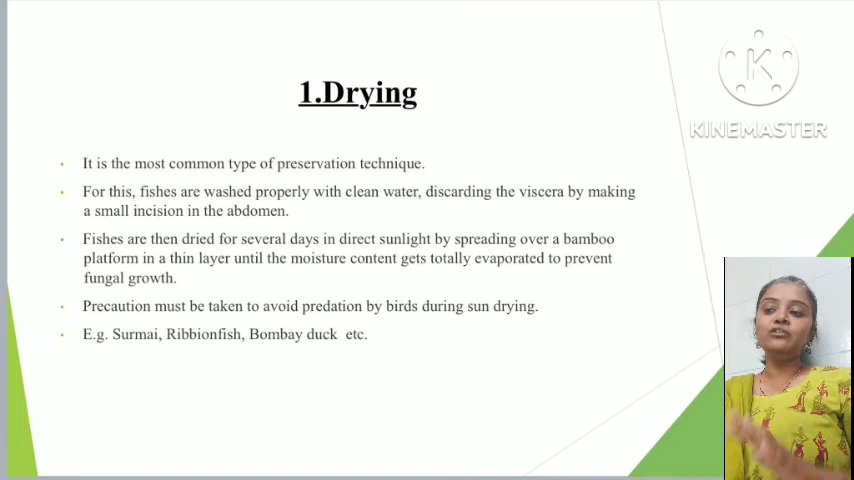 1.Drying
K
KINEMASTER
• It is the most common type of preservation technique.
• For this, fishes are washed properly with clean water, discarding the viscera by making
a small incision in the abdomen.
• Fishes are then dried for several days in direct sunlight by spreading over a bamboo
platform in a thin layer until the moisture content gets totally evaporated to prevent
fungal growth.
• Precaution must be taken to avoid predation by birds during sun drying.
• E.g. Surmai, Ribbionfish, Bombay duck etc.